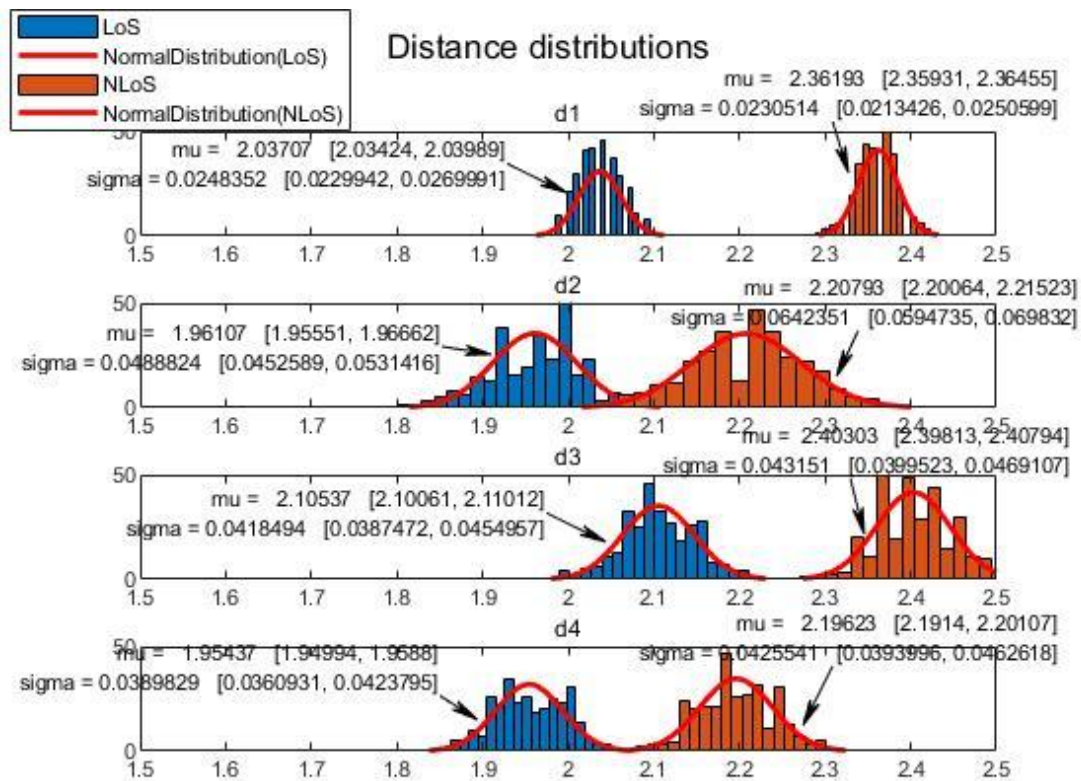 LoS
NormalDistribution(LoS)
NLoS
NormalDistribution(NLoS)
Distance distributions
d1
mu = 2.36193 [2.35931, 2.36455]
sigma = 0.0230514 [0.0213426, 0.0250599]
mu = 2.03707 [2.03424, 2.03989]
sigma = 0.0248352 [0.0229942, 0.0269991]
50
0
1.5 1.6 1.7 1.8 1.9 2 2.1 2.2 2.3 2.4 2.5
d2
mu = 2.20793 [2.20064, 2.21523]
sigma = 0.0642351 [0.0594735, 0.069832]
mu = 1.96107 [1.95551, 1.96662]
sigma = 0.0488824 [0.0452589, 0.0531416]
50
0
1.5 1.6 1.7 1.8 1.9 2 2.1 2.2 2.3 2.4 2.5
d3
mu = 2.40303 [2.39813, 2.40794]
sigma = 0.043151 [0.0399523, 0.0469107]
mu = 2.10537 [2.10061, 2.11012]
sigma = 0.0418494 [0.0387472, 0.0454957]
50
0
1.5 1.6 1.7 1.8 1.9 2 2.1 2.2 2.3 2.4 2.5
d4
mu = 2.19623 [2.1914, 2.20107]
sigma = 0.0425541 [0.0393996, 0.0462618]
mu = 1.95437 [1.94994, 1.9588]
sigma = 0.0389829 [0.0360931, 0.0423795]
50
0
1.5 1.6 1.7 1.8 1.9 2 2.1 2.2 2.3 2.4 2.5